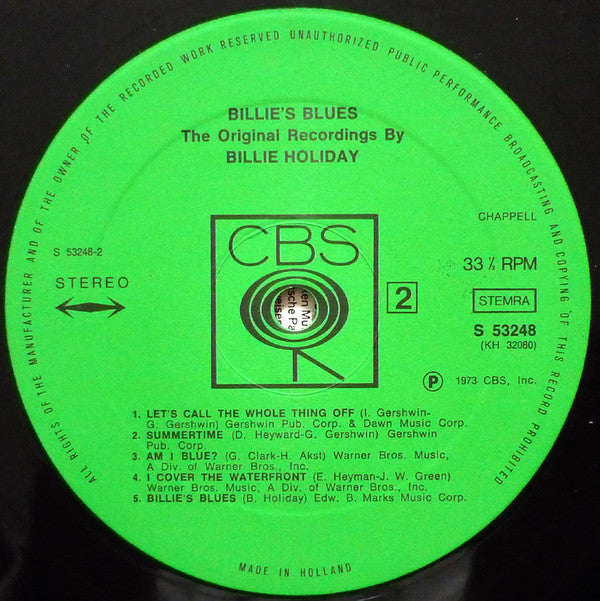 ALL RIGHTS OF THE MANUFACTURER AND OF THE OWNER OF THE RECORDED WORK RESERVED UNAUTHORIZED PUBLIC PERFORMANCE BROADCASTING AND COPYING OF THIS RECORD PROHIBITED
BILLIE'S BLUES
The Original Recordings By
BILLIE HOLIDAY
CHAPPELL
CBS
S 53248-2
STEREO
33 ⅓ RPM
2
STEMRA
S 53248
(KH 32080)
Ⓟ 1973 CBS, Inc.
1. LET'S CALL THE WHOLE THING OFF (I. Gershwin-
G. Gershwin) Gershwin Pub. Corp. & Dawn Music Corp.
2. SUMMERTIME (D. Heyward-G. Gershwin) Gershwin
Pub. Corp.
3. AM I BLUE? (G. Clark-H. Akst) Warner Bros. Music,
A Div. of Warner Bros., Inc.
4. I COVER THE WATERFRONT (E. Heyman-J. W. Green)
Warner Bros. Music, A Div. of Warner Bros., Inc.
5. BILLIE'S BLUES (B. Holiday) Edw. B. Marks Music Corp.
MADE IN HOLLAND